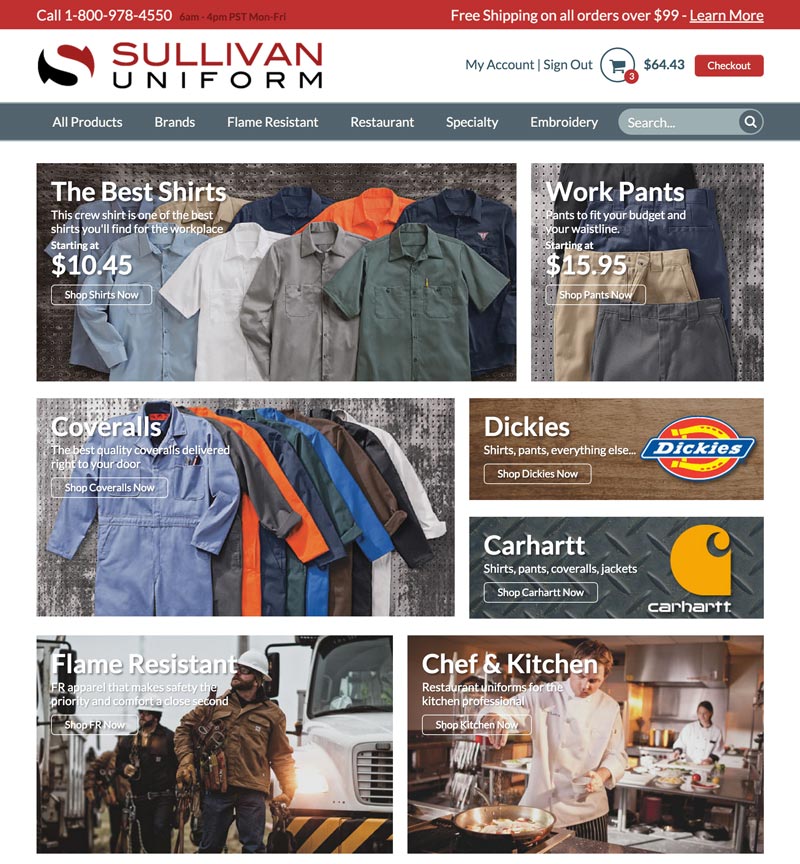 Call 1-800-978-4550 6am - 4pm PST Mon-Fri
Free Shipping on all orders over $99 - Learn More
SULLIVAN
UNIFORM
My Account | Sign Out
3
$64.43
Checkout
All Products
Brands
Flame Resistant
Restaurant
Specialty
Embroidery
Search...
The Best Shirts
This crew shirt is one of the best
shirts you'll find for the workplace
Starting at
$10.45
Shop Shirts Now
Work Pants
Pants to fit your budget and
your waistline.
Starting at
$15.95
Shop Pants Now
Coveralls
The best quality coveralls delivered
right to your door
Shop Coveralls Now
Dickies
Shirts, pants, everything else...
Shop Dickies Now
Dickies
Carhartt
Shirts, pants, coveralls, jackets
Shop Carhartt Now
carhartt
Flame Resistant
FR apparel that makes safety the
priority and comfort a close second
Shop FR Now
Chef & Kitchen
Restaurant uniforms for the
kitchen professional
Shop Kitchen Now